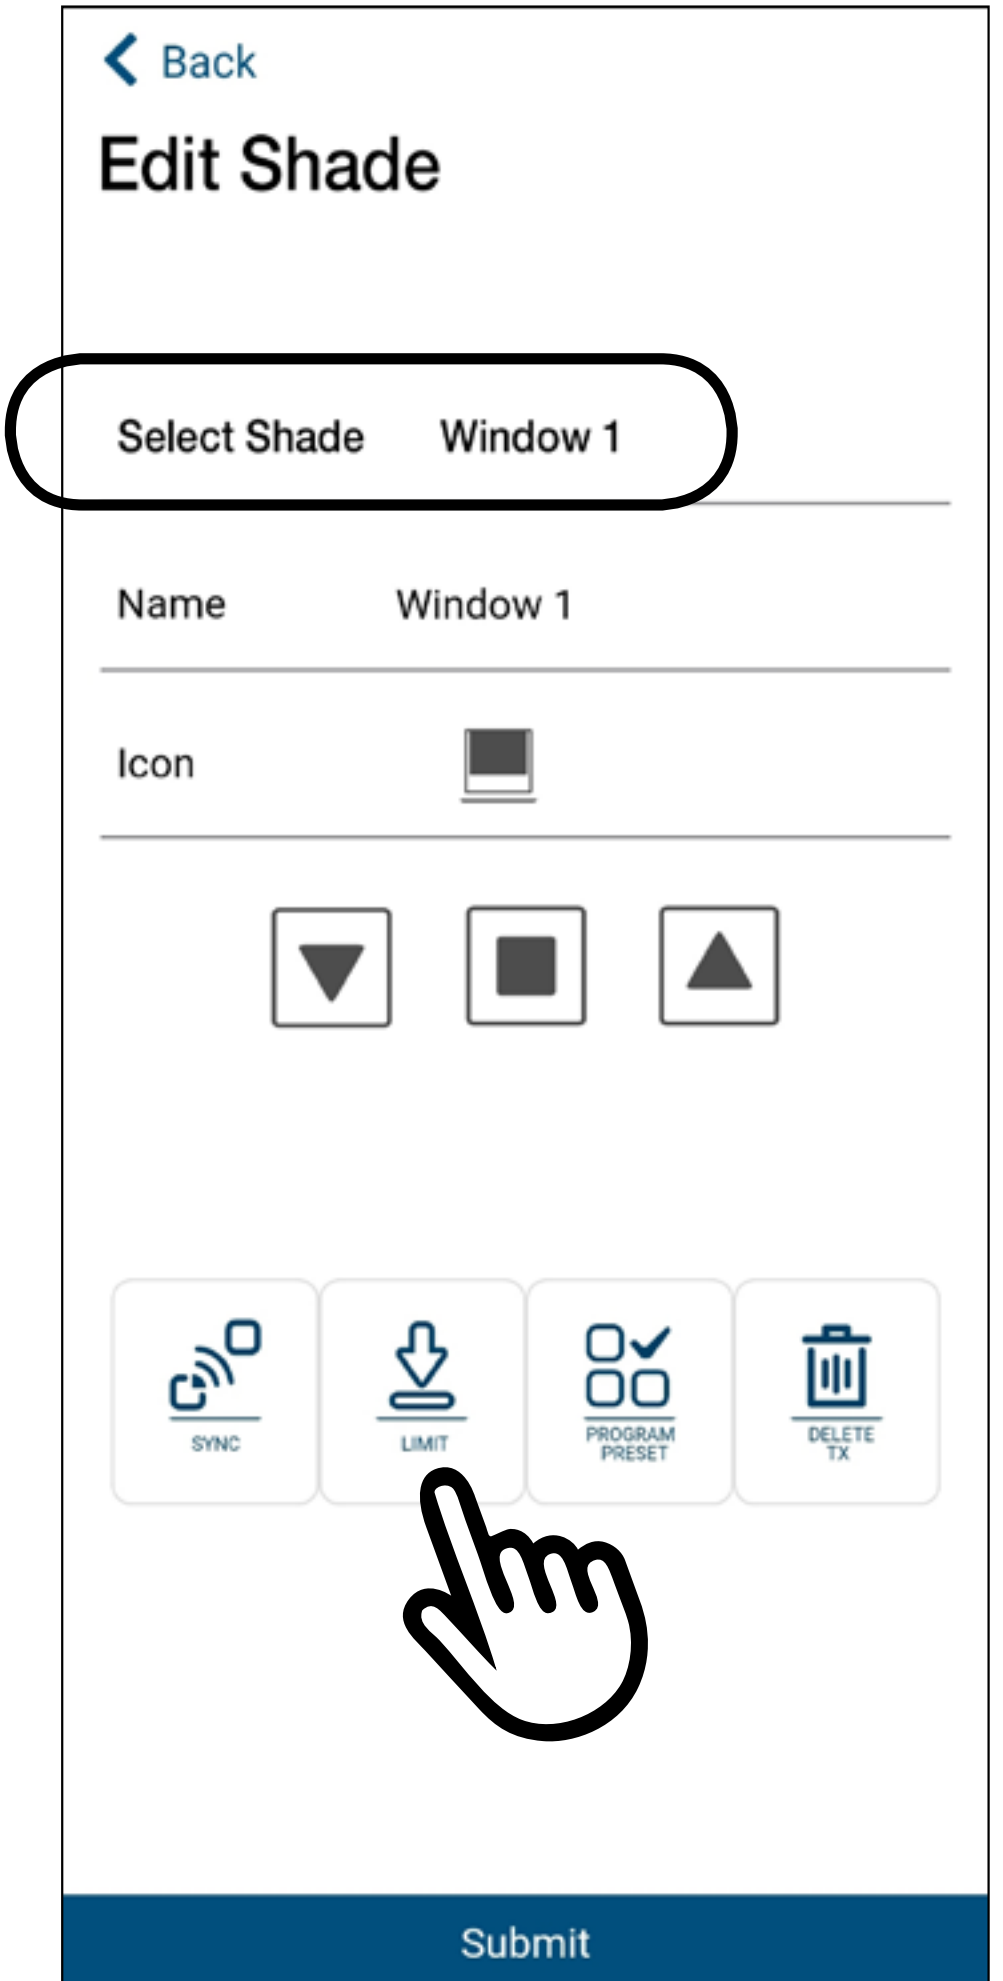 Back
Edit Shade
Select Shade Window 1
Name Window 1
Icon
SYNC
LIMIT
PROGRAM
PRESET
DELETE
TX
Submit